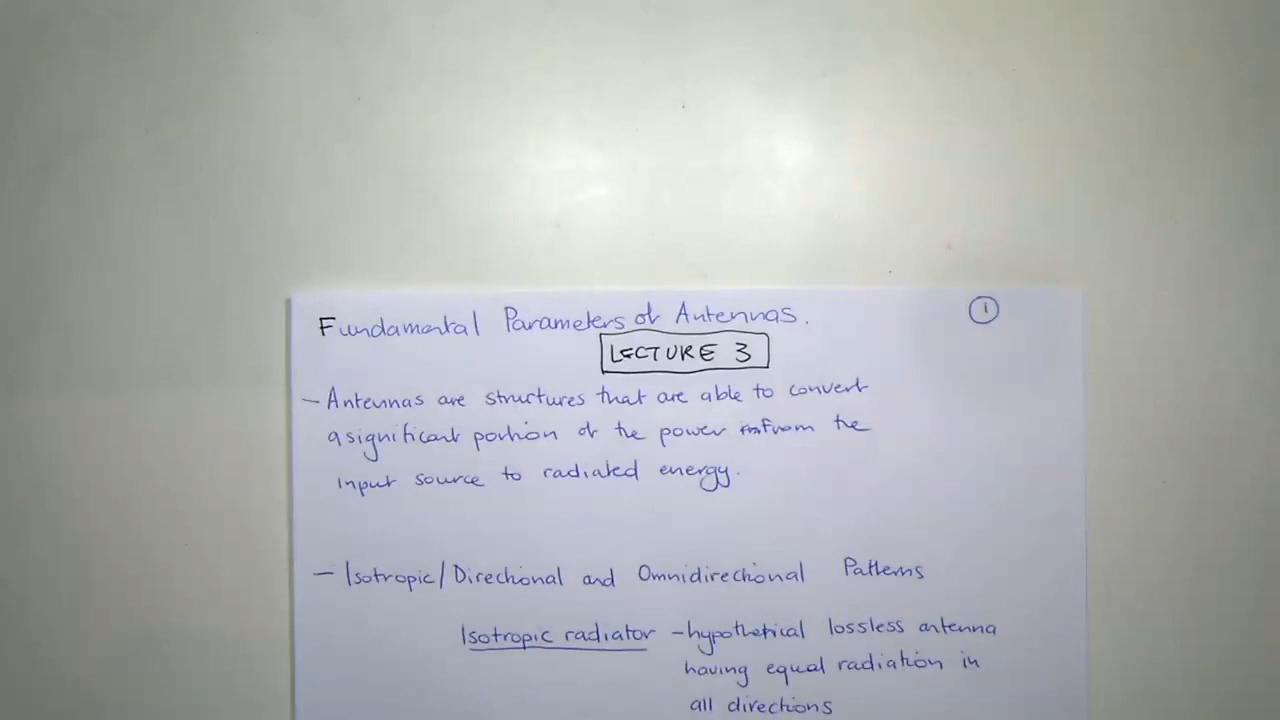 Fundamental Parameters of Antennas. 1
LECTURE 3
- Antennas are structures that are able to convert
a significant portion of the power from the
input source to radiated energy.
- Isotropic/Directional and Omnidirectional Patterns
Isotropic radiator - hypothetical lossless antenna
having equal radiation in
all directions